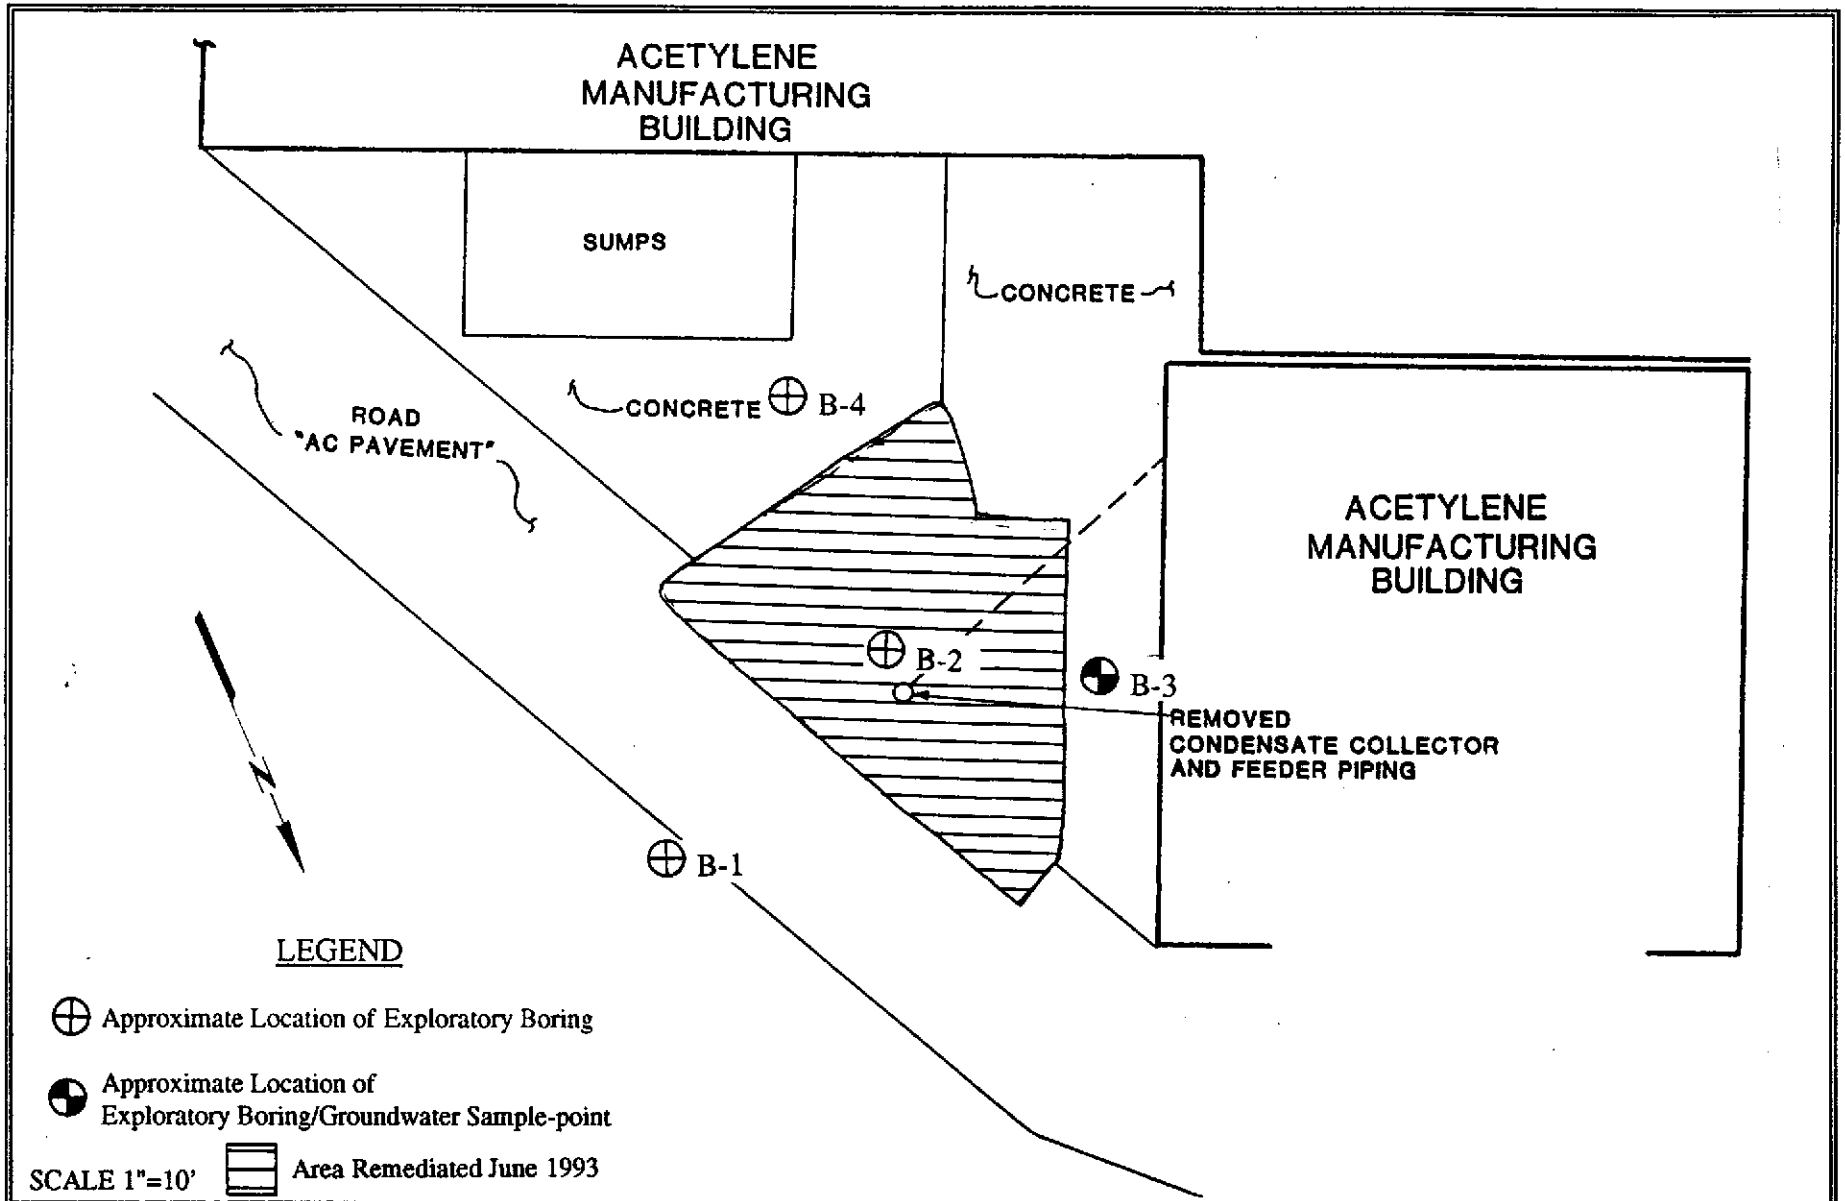 ACETYLENE
MANUFACTURING
BUILDING
SUMPS
CONCRETE
CONCRETE
B-4
ROAD
"AC PAVEMENT"
ACETYLENE
MANUFACTURING
BUILDING
B-2
B-3
REMOVED
CONDENSATE COLLECTOR
AND FEEDER PIPING
N
B-1
LEGEND
Approximate Location of Exploratory Boring
Approximate Location of
Exploratory Boring/Groundwater Sample-point
SCALE 1"=10'
Area Remediated June 1993